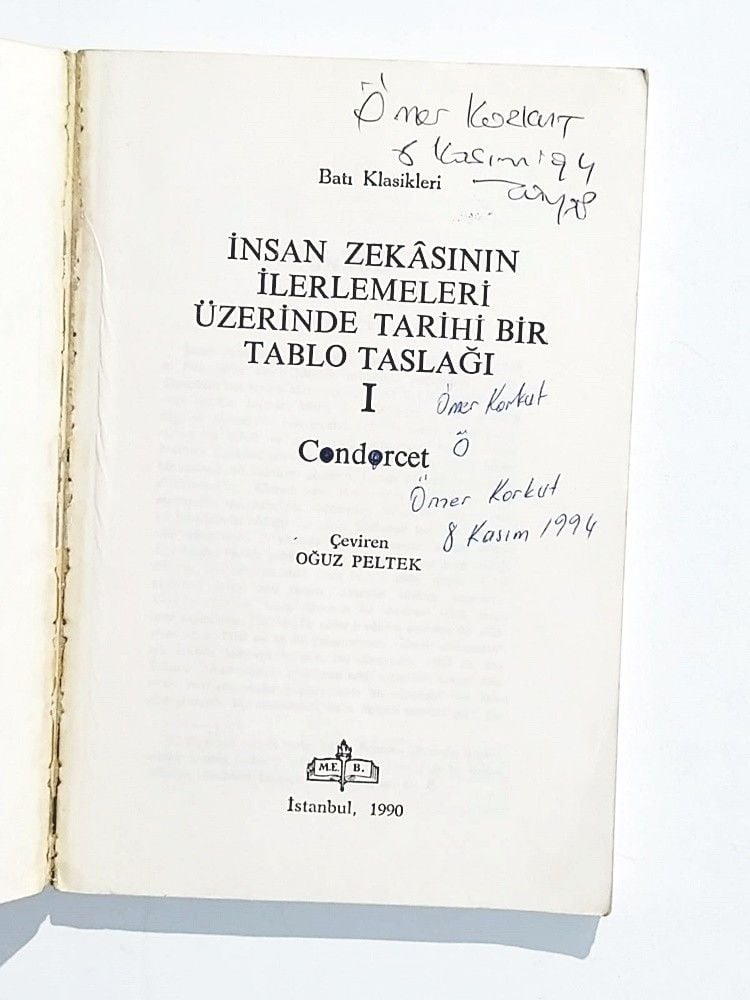 Ömer Korkut
8 Kasım '94
Batı Klasikleri
İNSAN ZEKÂSININ
İLERLEMELERİ
ÜZERİNDE TARİHİ BİR
TABLO TASLAĞI
I
Ömer Korkut
Condorcet
Ö
Ömer Korkut
8 Kasım 1994
Çeviren
OĞUZ PELTEK
M.E. B.
İstanbul, 1990